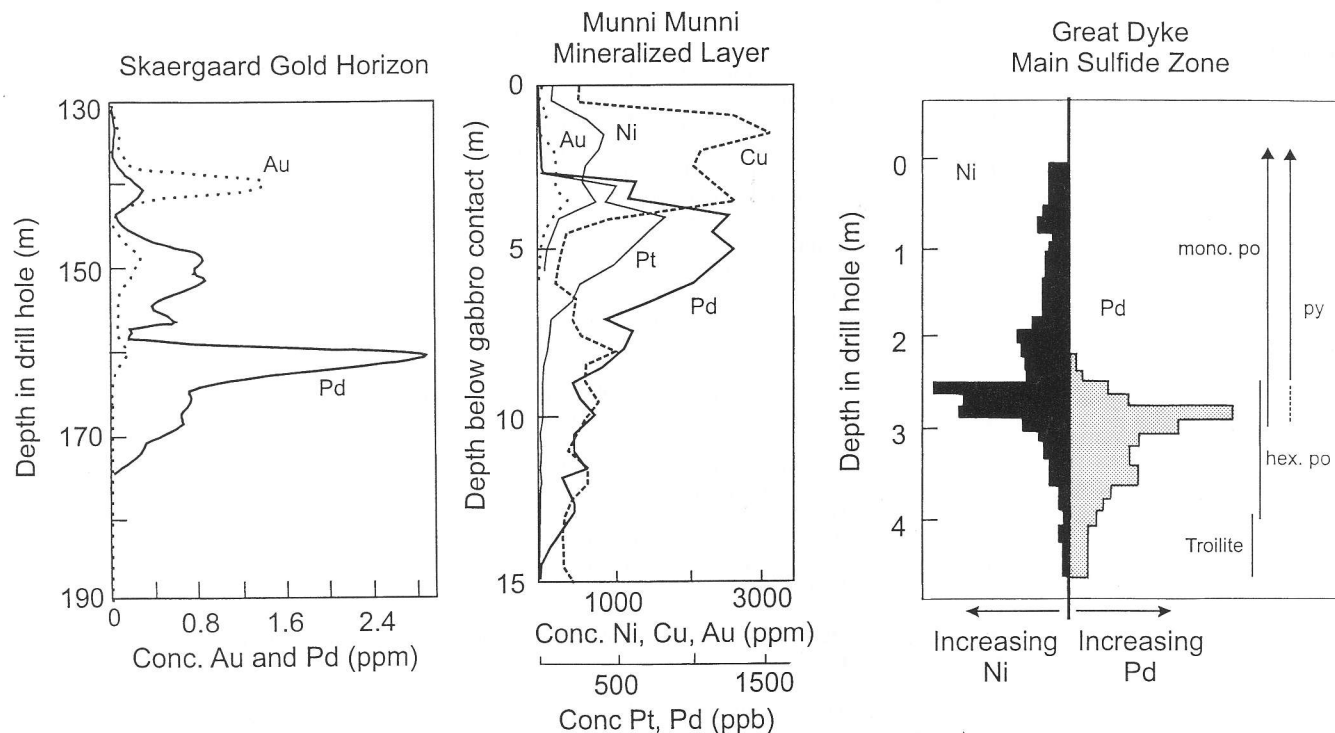 Skaergaard Gold Horizon
130
150
170
190
Depth in drill hole (m)
Au
Pd
0
0.8
1.6
2.4
Conc. Au and Pd (ppm)
Munni Munni
Mineralized Layer
0
5
10
15
Depth below gabbro contact (m)
Au
Ni
Cu
Pt
Pd
1000
3000
Conc. Ni, Cu, Au (ppm)
500
1500
Conc Pt, Pd (ppb)
Great Dyke
Main Sulfide Zone
0
1
2
3
4
Depth in drill hole (m)
Ni
Pd
mono. po
py
hex. po
Troilite
Increasing
Ni
Increasing
Pd